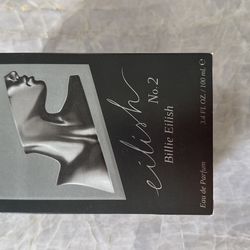 eilish
No. 2
Billie Eilish
Eau de Parfum
3.4 FL. OZ / 100 mL ℮